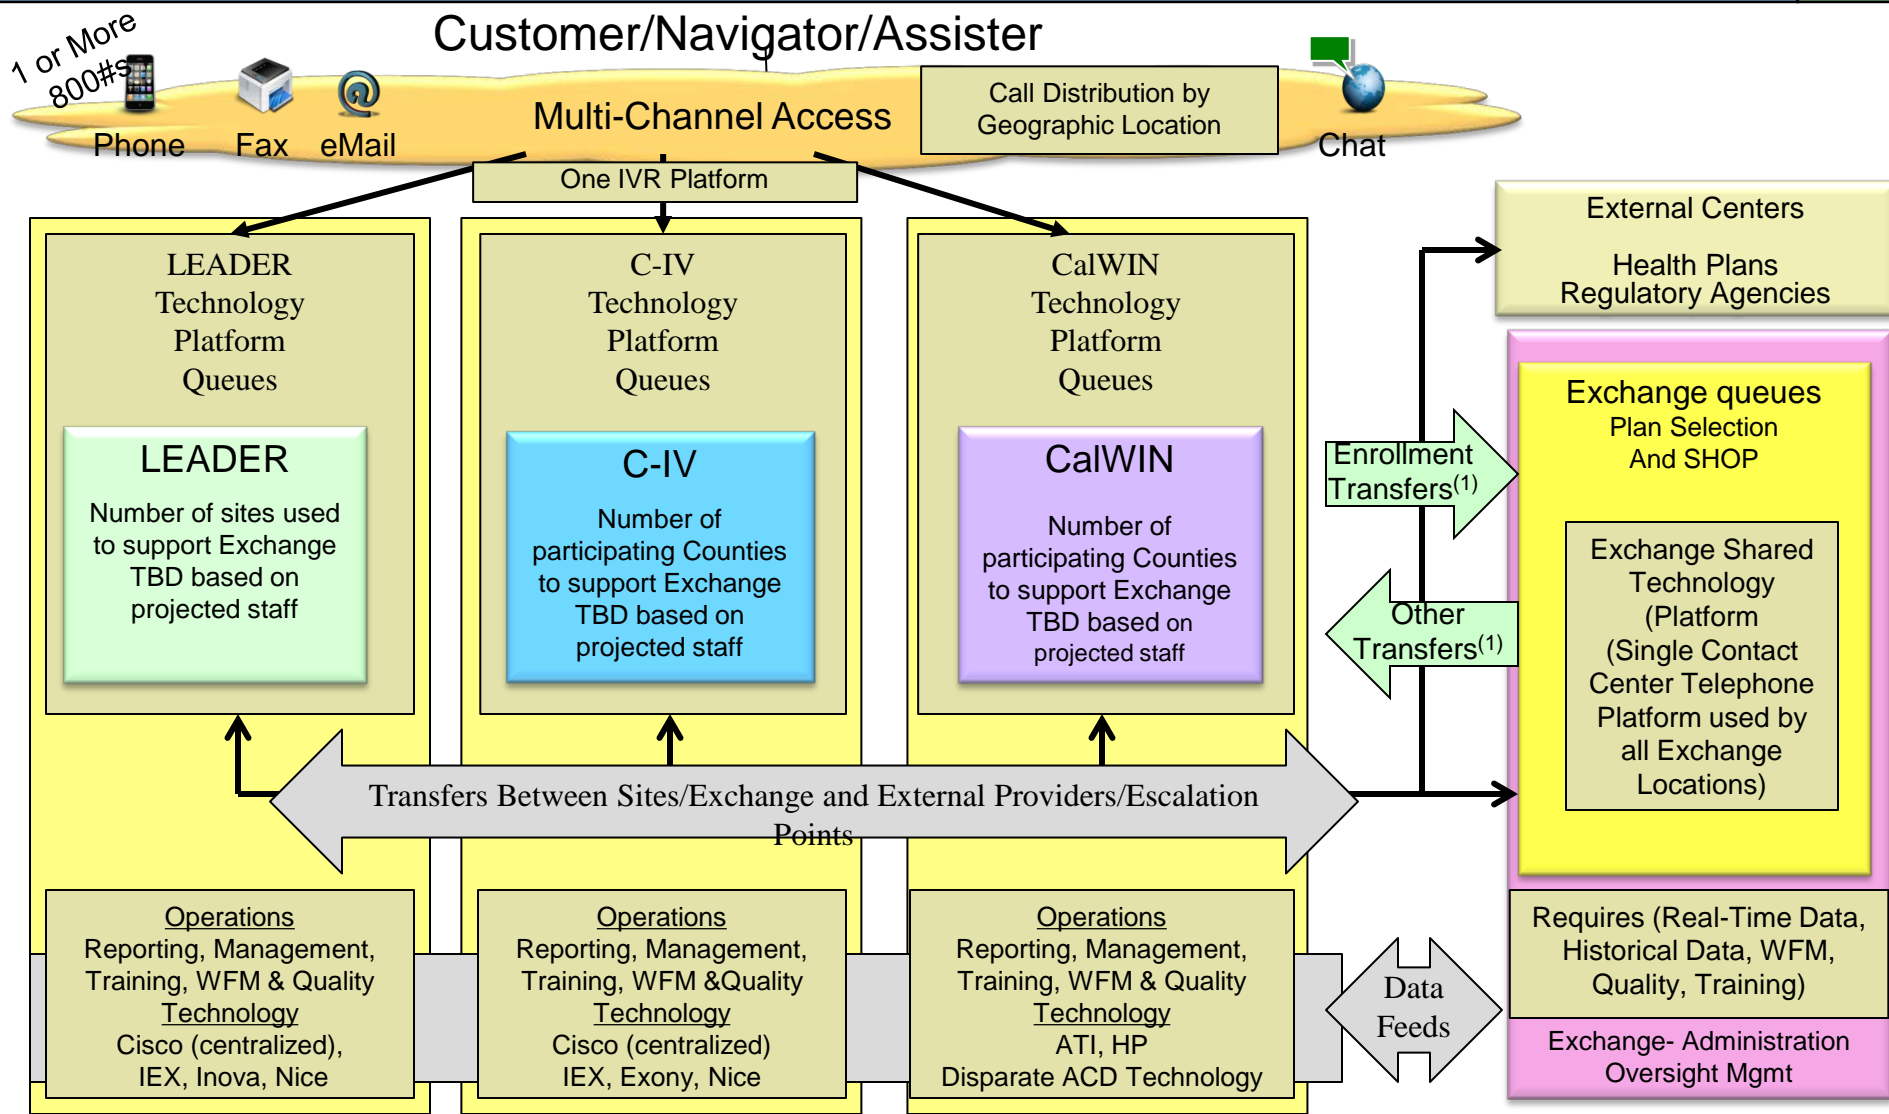 Customer/Navigator/Assister
1 or More
800#s
Phone
Fax
eMail
Multi-Channel Access
Call Distribution by
Geographic Location
Chat
One IVR Platform
LEADER
Technology
Platform
Queues
LEADER
Number of sites used
to support Exchange
TBD based on
projected staff
C-IV
Technology
Platform
Queues
C-IV
Number of
participating Counties
to support Exchange
TBD based on
projected staff
CalWIN
Technology
Platform
Queues
CalWIN
Number of
participating Counties
to support Exchange
TBD based on
projected staff
External Centers
Health Plans
Regulatory Agencies
Enrollment
Transfers(1)
Other
Transfers(1)
Exchange queues
Plan Selection
And SHOP
Exchange Shared
Technology
(Platform
(Single Contact
Center Telephone
Platform used by
all Exchange
Locations)
Transfers Between Sites/Exchange and External Providers/Escalation
Points
Operations
Reporting, Management,
Training, WFM & Quality
Technology
Cisco (centralized),
IEX, Inova, Nice
Operations
Reporting, Management,
Training, WFM &Quality
Technology
Cisco (centralized)
IEX, Exony, Nice
Operations
Reporting, Management,
Training, WFM & Quality
Technology
ATI, HP
Disparate ACD Technology
Data
Feeds
Requires (Real-Time Data,
Historical Data, WFM,
Quality, Training)
Exchange- Administration
Oversight Mgmt